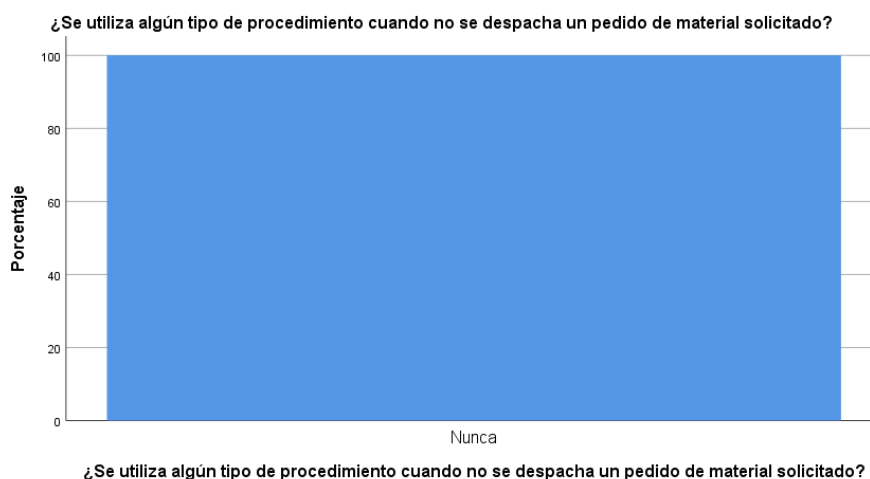 ¿Se utiliza algún tipo de procedimiento cuando no se despacha un pedido de material solicitado?
100
80
60
40
20
0
Porcentaje
Nunca
¿Se utiliza algún tipo de procedimiento cuando no se despacha un pedido de material solicitado?